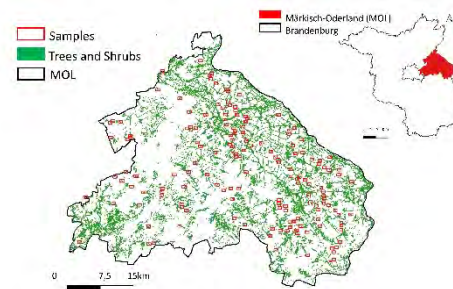 Samples
Trees and Shrubs
MOL
Märkisch-Oderland (MOL)
Brandenburg
0 7,5 15km